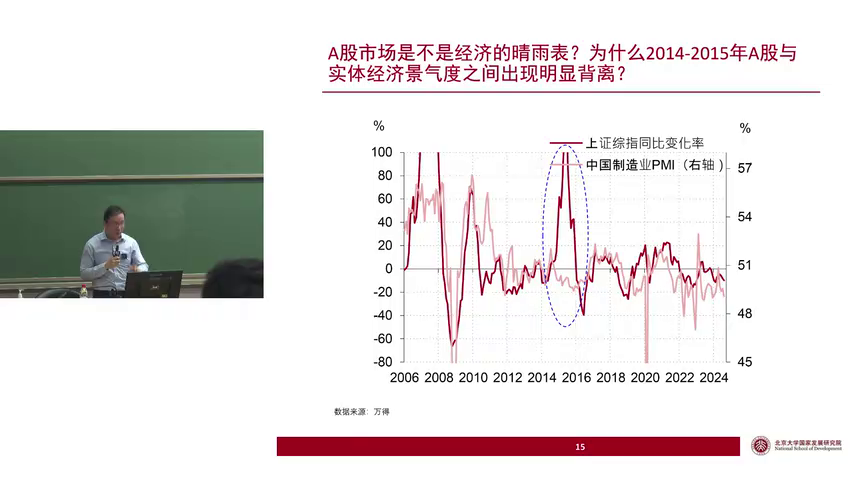 A股市场是不是经济的晴雨表？为什么2014-2015年A股与
实体经济景气度之间出现明显背离？
%
%
上证综指同比变化率
中国制造业PMI（右轴）
100
80
60
40
20
0
-20
-40
-60
-80
57
54
51
48
45
2006 2008 2010 2012 2014 2016 2018 2020 2022 2024
数据来源：万得
15
北京大学国家发展研究院
National School of Development